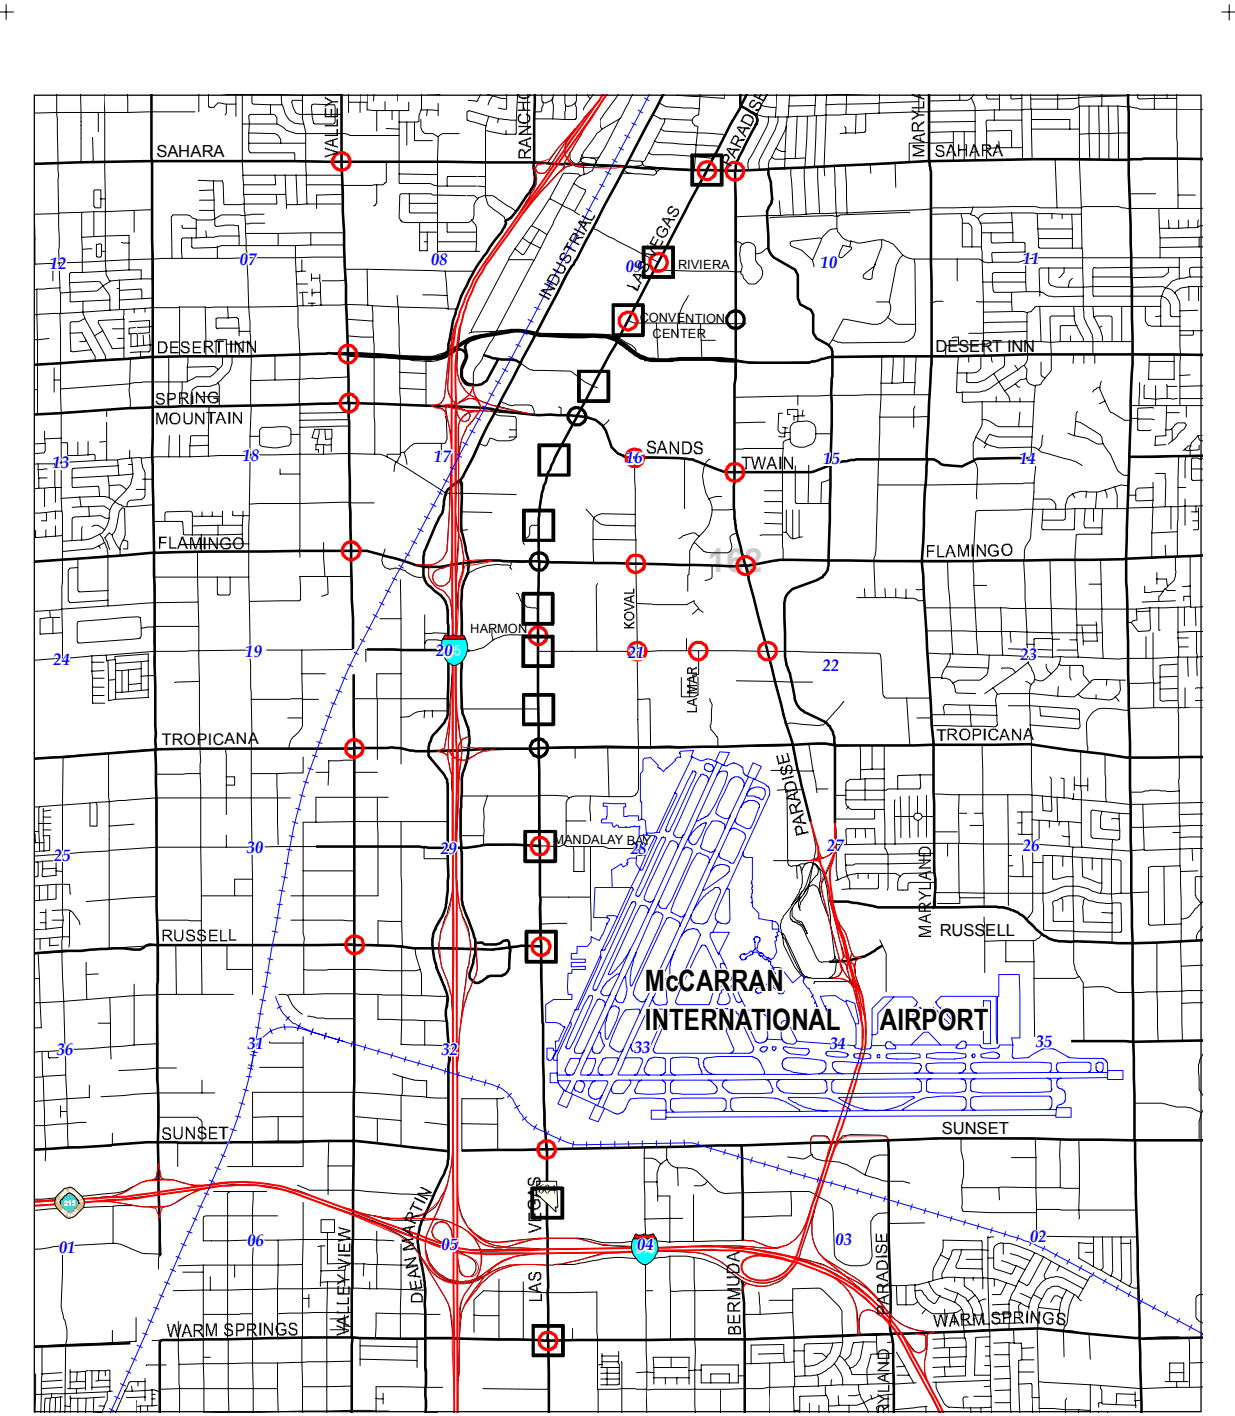 VALLEY
RANCHO
PARADISE
MARYLA
SAHARA
SAHARA
INDUSTRIAL
LAS VEGAS
12
07
08
09
RIVIERA
10
11
CONVENTION
CENTER
DESERT INN
DESERT INN
SPRING
MOUNTAIN
13
18
17
16
SANDS
TWAIN
15
14
FLAMINGO
162
FLAMINGO
KOVAL
HARMON
24
19
20
21
22
23
LAMAR
TROPICANA
TROPICANA
PARADISE
25
30
29
MANDALAY BAY
28
27
26
MARYLAND
RUSSELL
RUSSELL
McCARRAN
INTERNATIONAL AIRPORT
36
31
32
33
34
35
SUNSET
SUNSET
215
LAS VEGAS
DEAN MARTIN
VALLEY VIEW
BERMUDA
PARADISE
01
06
05
04
03
02
WARM SPRINGS
WARM SPRINGS
RYLAND